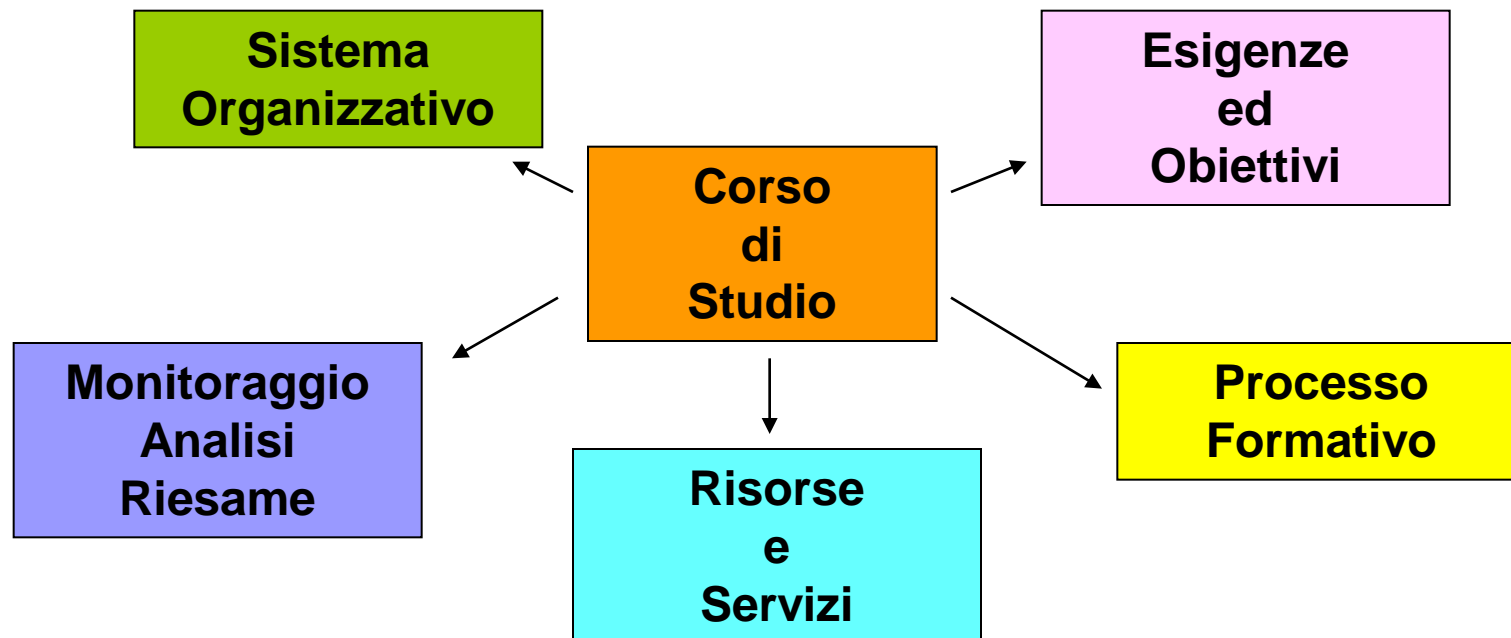 Sistema
Organizzativo
Esigenze
ed
Obiettivi
Corso
di
Studio
Monitoraggio
Analisi
Riesame
Processo
Formativo
Risorse
e
Servizi